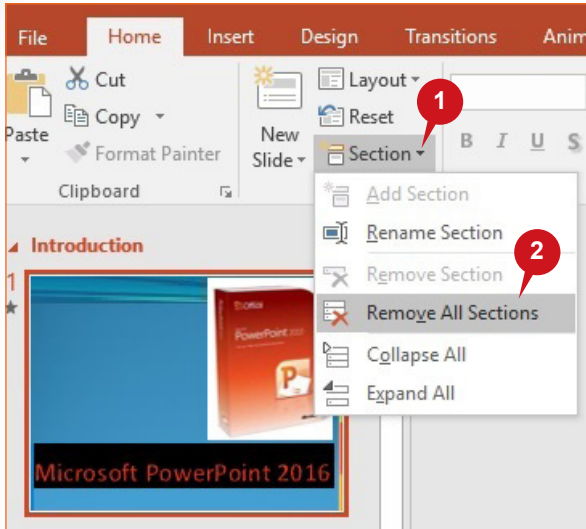 File Home Insert Design Transitions Anim
Cut
Copy
Format Painter
Paste
Clipboard
New
Slide
Layout
Reset
Section
B I U S
1
Add Section
Rename Section
2
Remove Section
Remove All Sections
Collapse All
Expand All
Introduction
1
Office
PowerPoint 2010
P
Microsoft PowerPoint 2016